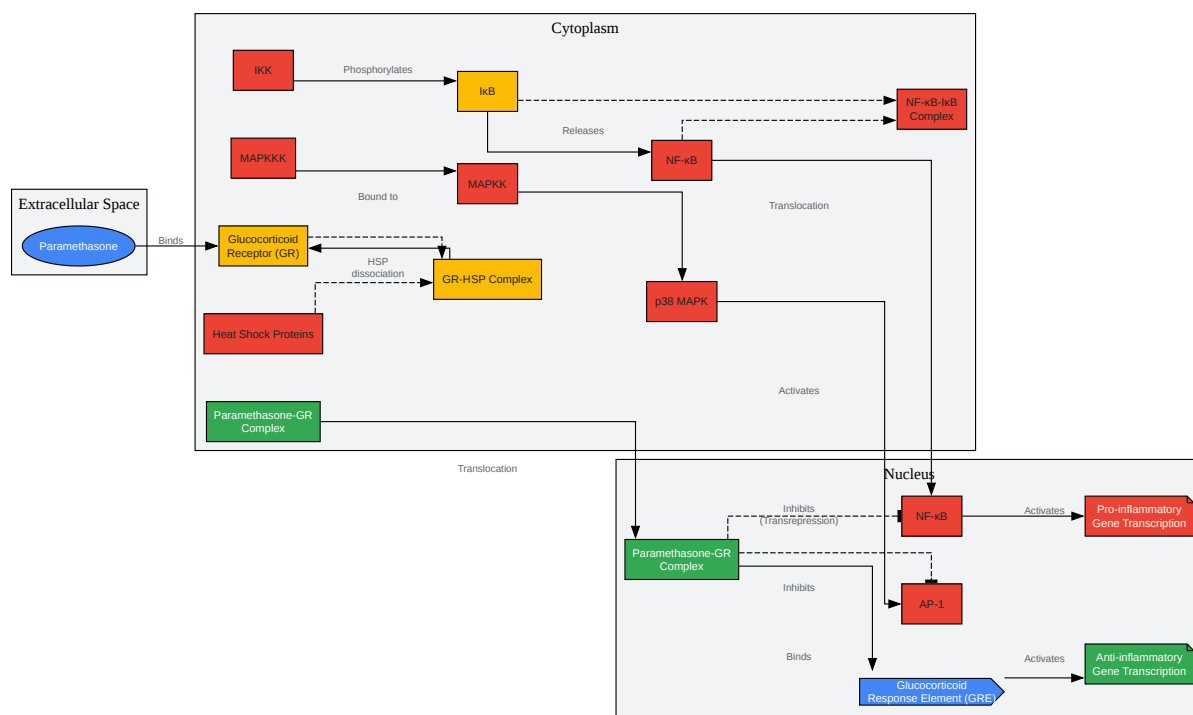 Cytoplasm
IKK
Phosphorylates
IκB
NF-κB-IκB
Complex
Releases
MAPKKK
NF-κB
MAPKK
Bound to
Extracellular Space
Translocation
Paramethasone
Binds
Glucocorticoid
Receptor (GR)
HSP
dissociation
GR-HSP Complex
p38 MAPK
Heat Shock Proteins
Activates
Paramethasone-GR
Complex
Translocation
Nucleus
Inhibits
(Transrepression)
NF-κB
Activates
Pro-inflammatory
Gene Transcription
Paramethasone-GR
Complex
Inhibits
AP-1
Binds
Activates
Anti-inflammatory
Gene Transcription
Glucocorticoid
Response Element (GRE)